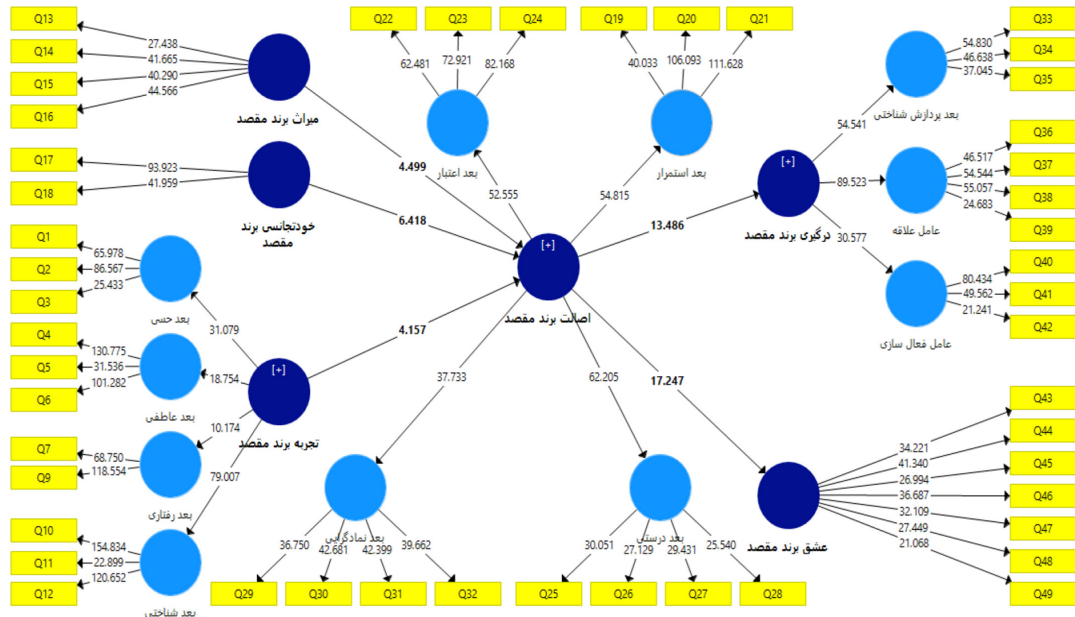 Q13
Q14
Q15
Q16
27.438
41.665
40.290
44.566
میراث برند مقصد
Q17
Q18
93.923
41.959
خودتجانسی برند
مقصد
Q1
Q2
Q3
65.978
86.567
25.433
بعد حسی
31.079
Q4
Q5
Q6
130.775
31.536
101.282
بعد عاطفی
18.754
[+]
تجربه برند مقصد
Q7
Q9
68.750
118.554
بعد رفتاری
10.174
79.007
Q10
Q11
Q12
154.834
22.899
120.652
بعد شناختی
Q22
Q23
Q24
62.481
72.921
82.168
بعد اعتبار
52.555
Q19
Q20
Q21
40.033
106.093
111.628
بعد استمرار
54.815
4.499
6.418
4.157
[+]
اصالت برند مقصد
13.486
17.247
37.733
62.205
بعد نمادگرایی
36.750
42.681
42.399
39.662
Q29
Q30
Q31
Q32
بعد درستی
30.051
27.129
29.431
25.540
Q25
Q26
Q27
Q28
[+]
درگیری برند مقصد
54.541
89.523
30.577
بعد پردازش شناختی
54.830
46.638
37.045
Q33
Q34
Q35
عامل علاقه
46.517
54.544
55.057
24.683
Q36
Q37
Q38
Q39
عامل فعال سازی
80.434
49.562
21.241
Q40
Q41
Q42
عشق برند مقصد
34.221
41.340
26.994
36.687
32.109
27.449
21.068
Q43
Q44
Q45
Q46
Q47
Q48
Q49